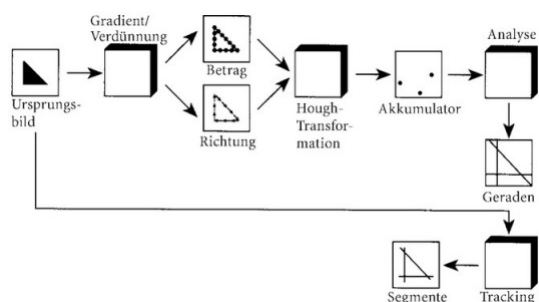 Gradient/
Verdünnung
Betrag
Richtung
Ursprungs-
bild
Hough-
Transfor-
mation
Akkumulator
Analyse
Geraden
Tracking
Segmente